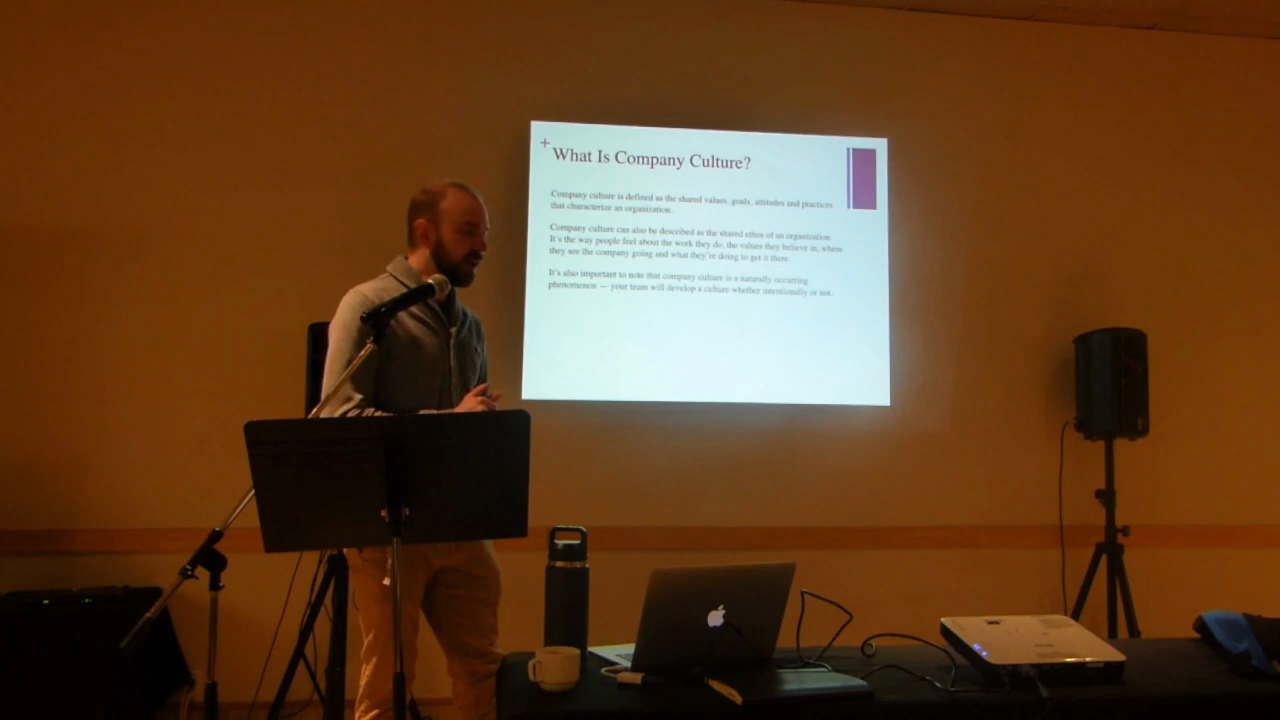 What Is Company Culture?
Company culture is defined as the shared values, goals, attitudes and practices
that characterize an organization.
Company culture can also be described as the shared ethos of an organization.
It's the way people feel about the work they do, the values they believe in, where
they see the company going and what they're doing to get it there.
It's also important to note that company culture is a naturally occurring
phenomenon — your team will develop a culture whether intentionally or not.